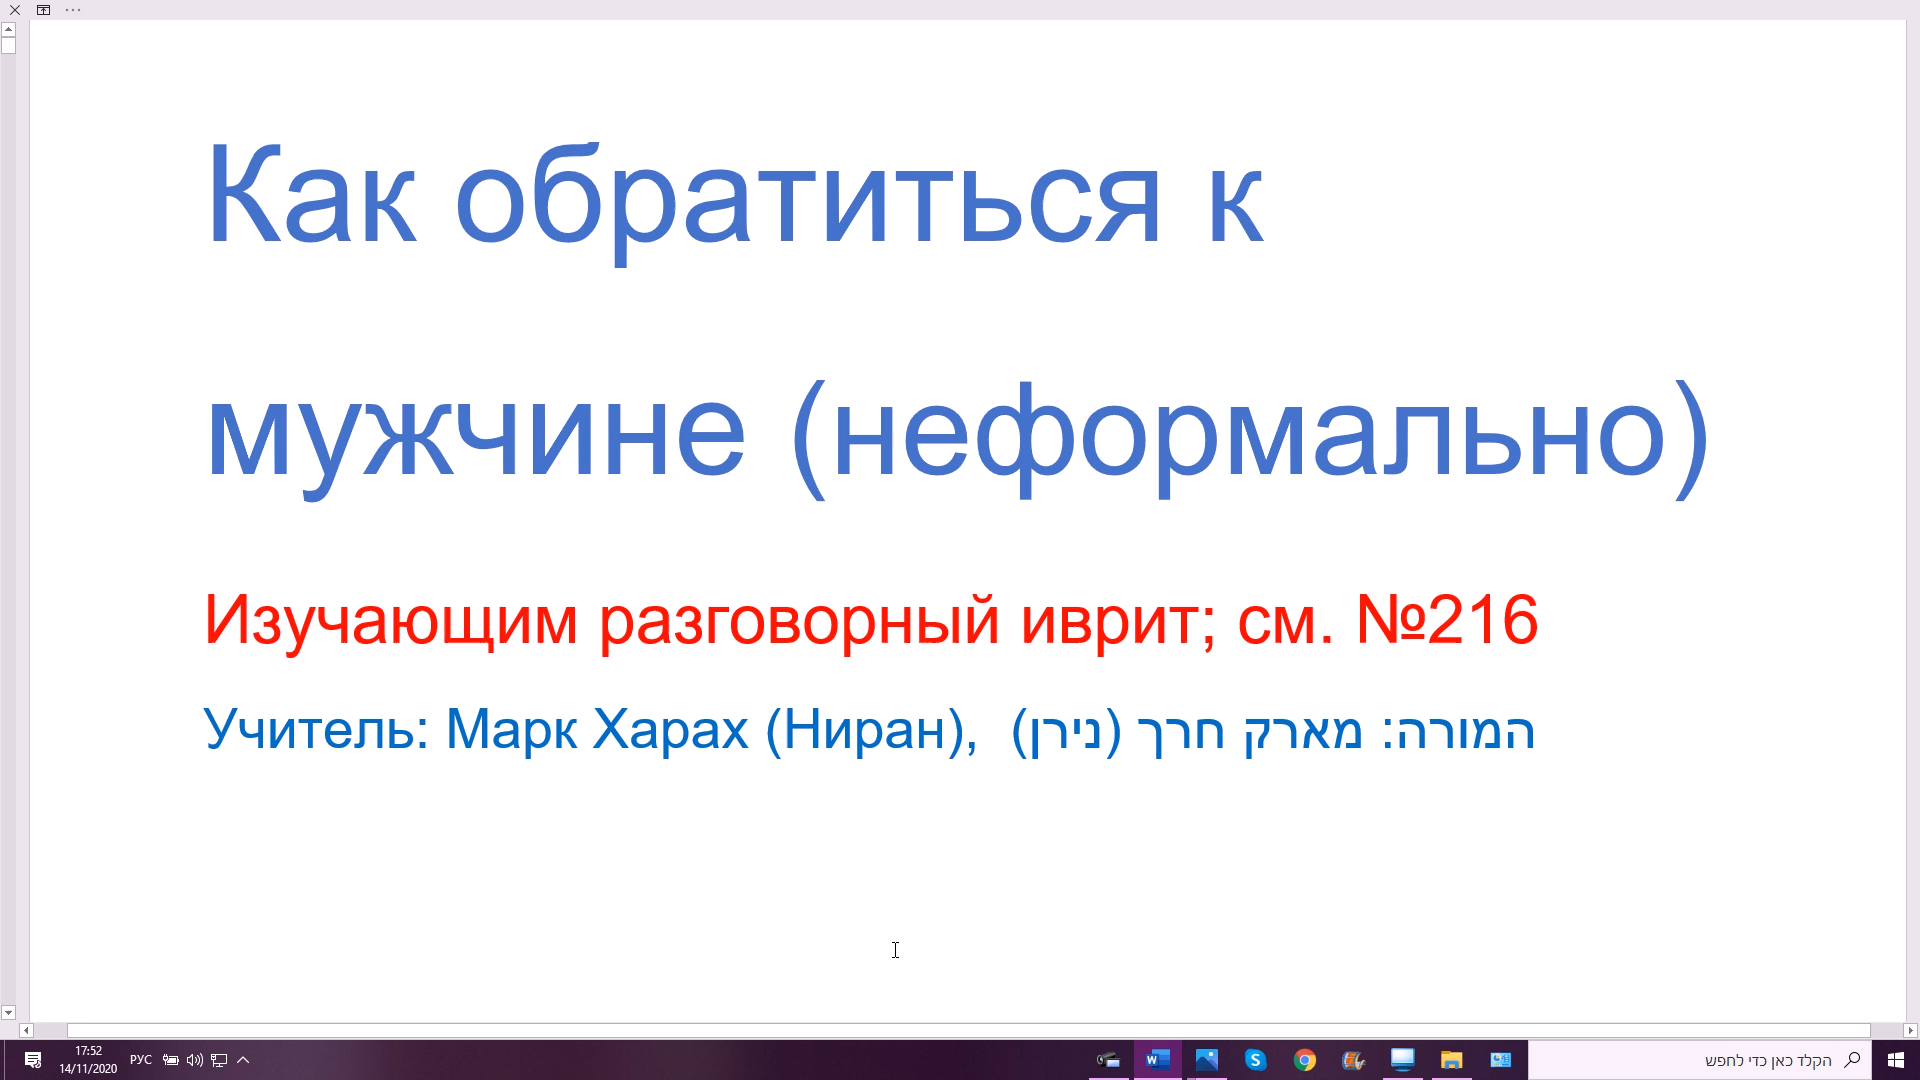 Как обратиться к
мужчине (неформально)
Изучающим разговорный иврит; см. №216
Учитель: Марк Харах (Ниран), המורה: מארק חרך (נירן)
17:52
14/11/2020
РУС
הקלד כאן כדי לחפש